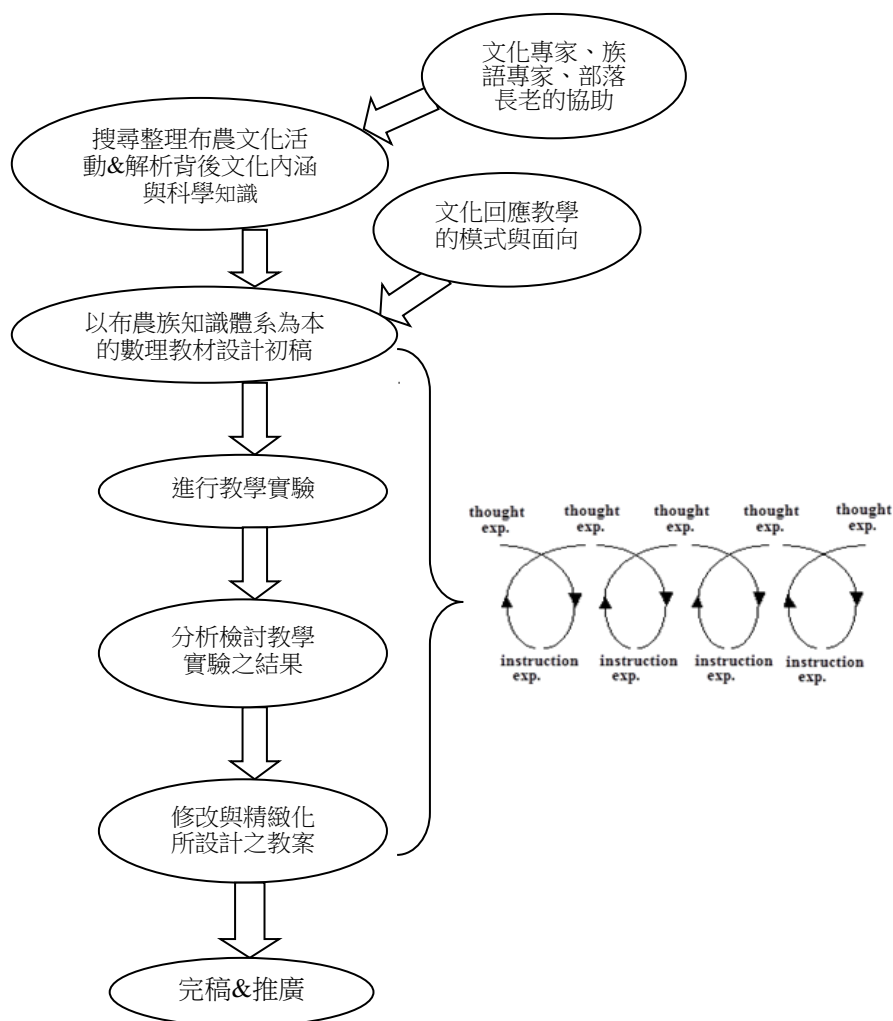 文化專家、族
語專家、部落
長老的協助
搜尋整理布農文化活
動&解析背後文化內涵
與科學知識
文化回應教學
的模式與面向
以布農族知識體系為本
的數理教材設計初稿
進行教學實驗
分析檢討教學
實驗之結果
修改與精緻化
所設計之教案
完稿&推廣
thought
exp.
thought
exp.
thought
exp.
thought
exp.
thought
exp.
instruction
exp.
instruction
exp.
instruction
exp.
instruction
exp.